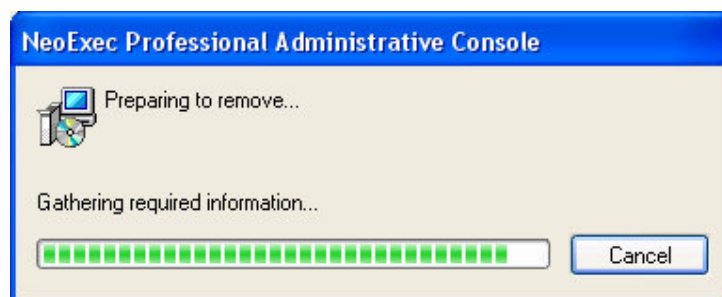 NeoExec Professional Administrative Console
Preparing to remove...
Gathering required information...
Cancel